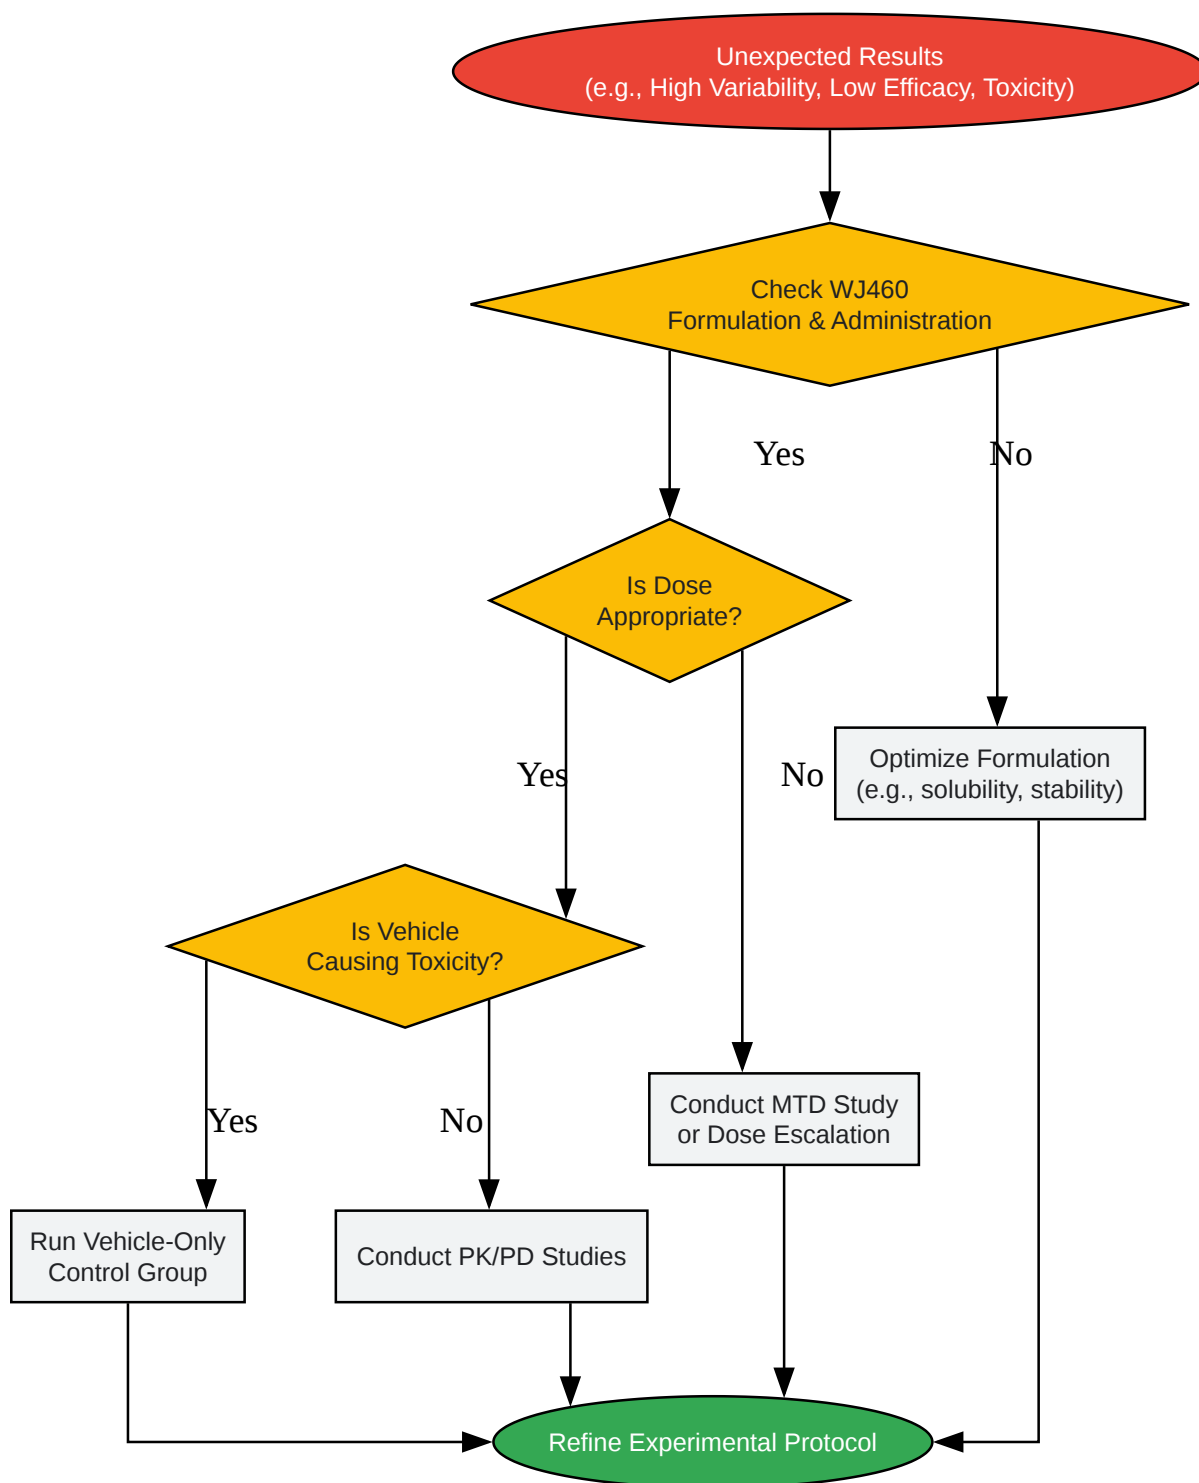 Unexpected Results
(e.g., High Variability, Low Efficacy, Toxicity)
Check WJ460
Formulation & Administration
Yes
No
Is Dose
Appropriate?
Yes
No
Optimize Formulation
(e.g., solubility, stability)
Is Vehicle
Causing Toxicity?
Yes
No
Conduct MTD Study
or Dose Escalation
Run Vehicle-Only
Control Group
Conduct PK/PD Studies
Refine Experimental Protocol